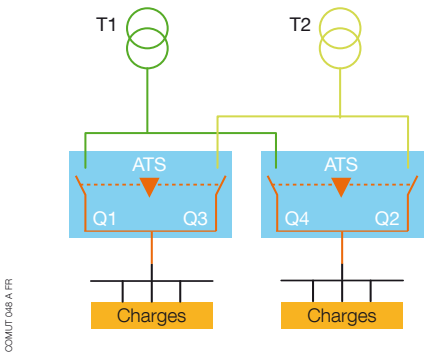 T1
T2
ATS
ATS
Q1
Q3
Q4
Q2
Charges
Charges
COMUT 048 A FR